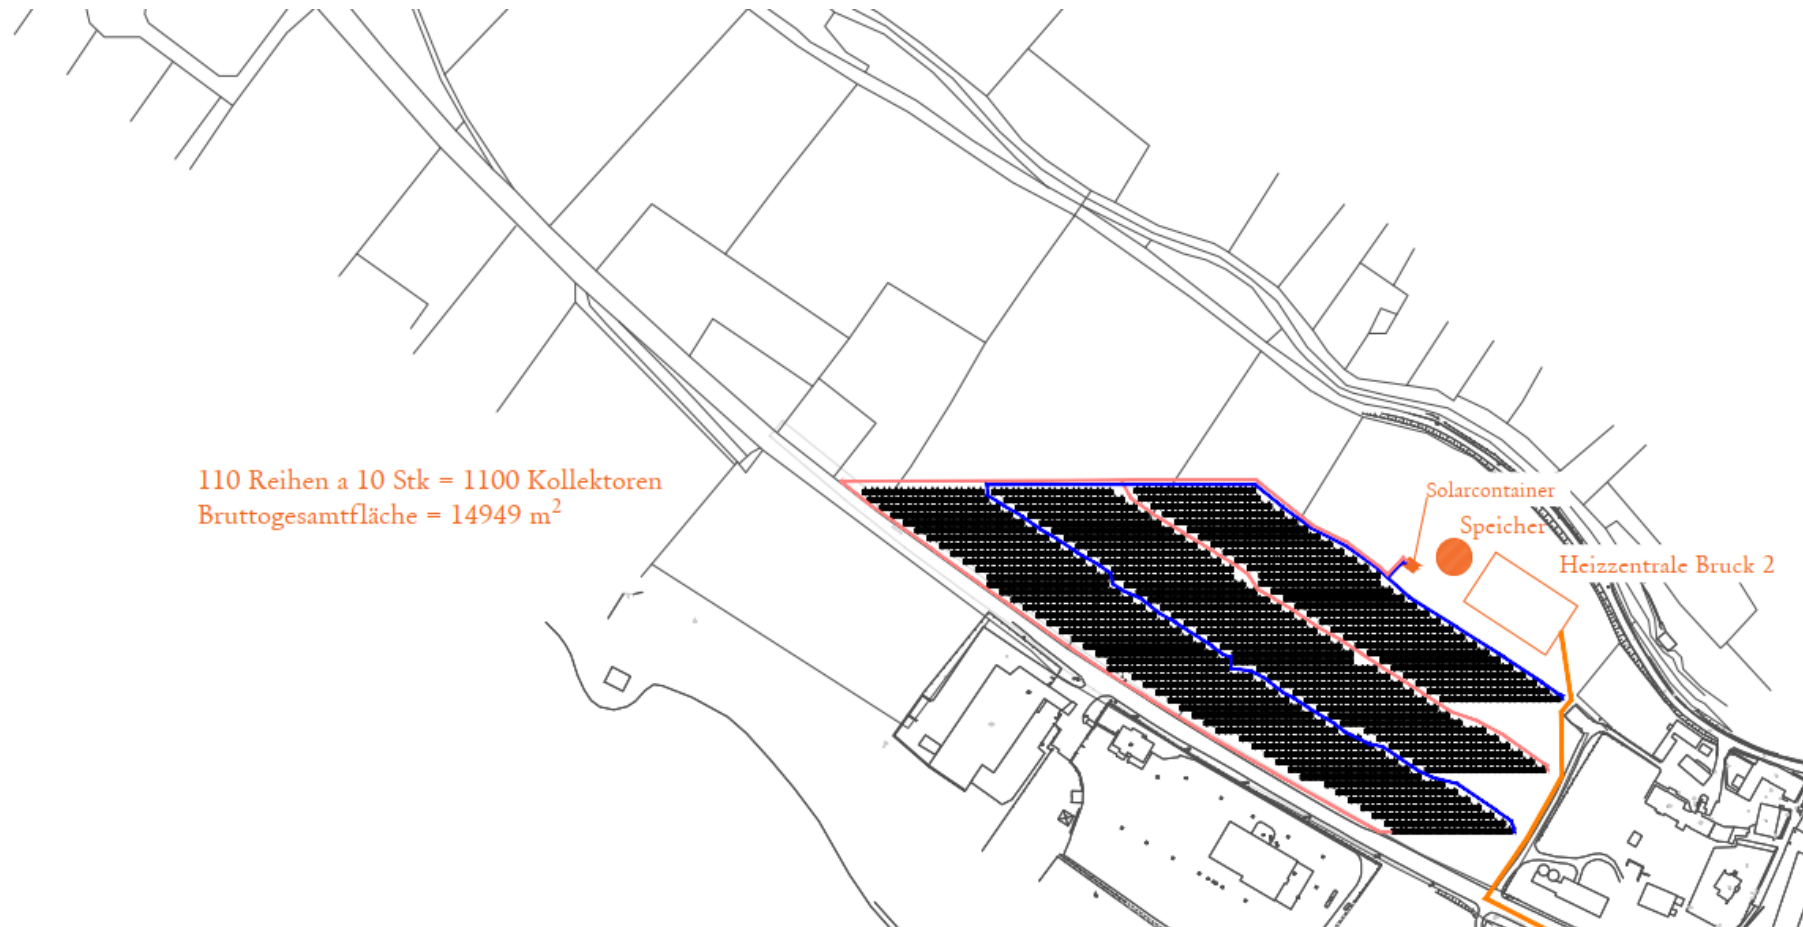 110 Reihen a 10 Stk = 1100 Kollektoren
Bruttogesamtfläche = 14949 m²
Solarcontainer
Speicher
Heizzentrale Bruck 2